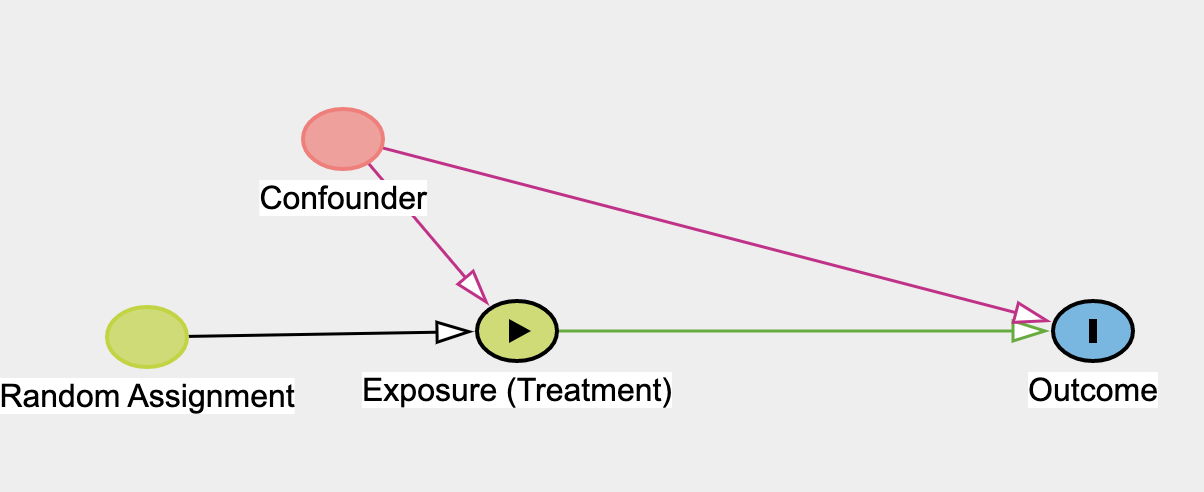 Confounder
Random Assignment
Exposure (Treatment)
Outcome